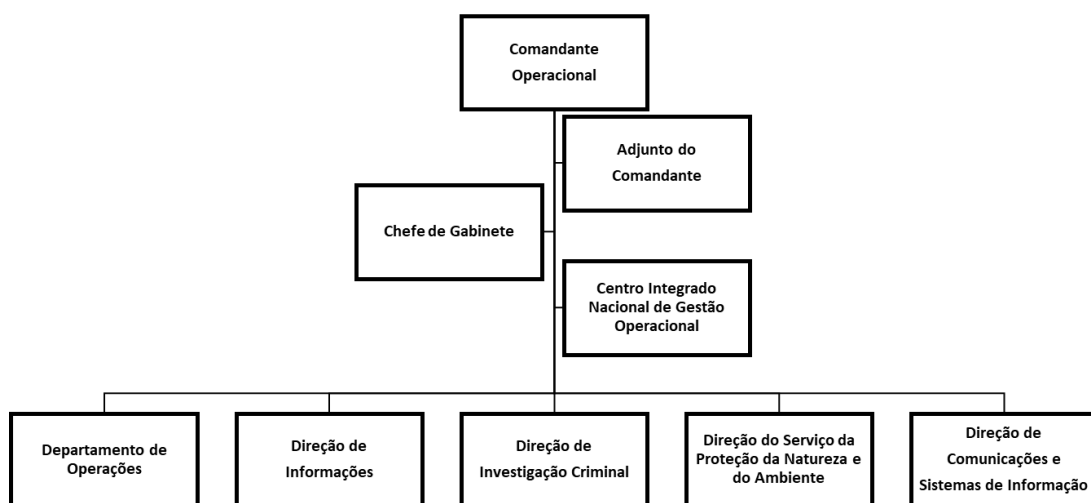 Comandante
Operacional
Adjunto do
Comandante
Chefe de Gabinete
Centro Integrado
Nacional de Gestão
Operacional
Departamento de
Operações
Direção de
Informações
Direção de
Investigação Criminal
Direção do Serviço da
Proteção da Natureza e
do Ambiente
Direção de
Comunicações e
Sistemas de Informação